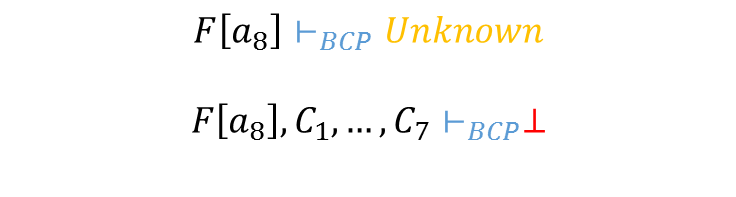 F[a₈] ⊢_BCP Unknown
F[a₈], C₁, … , C₇ ⊢_BCP ⊥